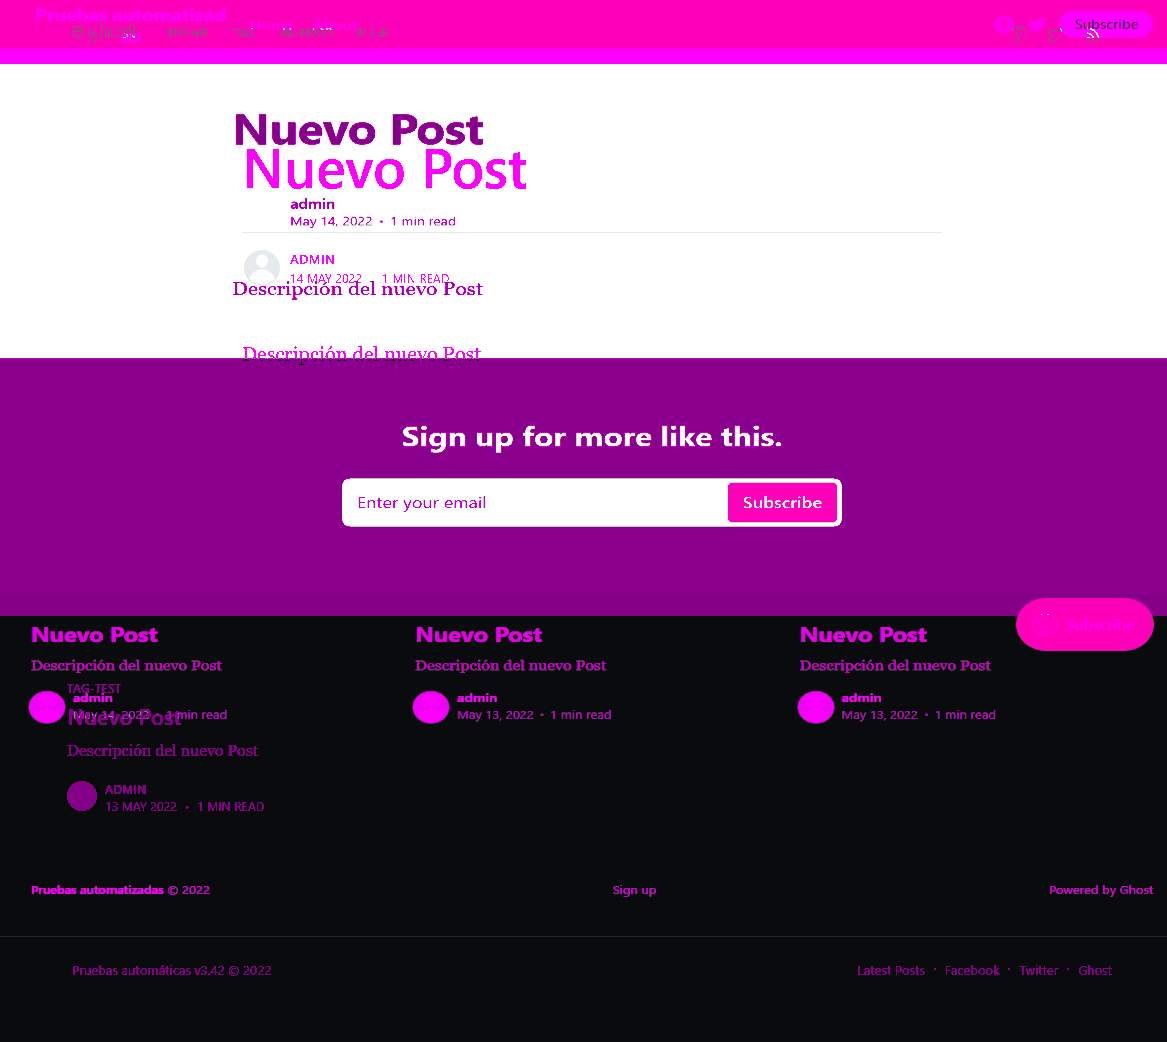 Pruebas automatizad
Home About
Subscribe
Nuevo Post
Nuevo Post
admin
May 14, 2022 • 1 min read
ADMIN
14 MAY 2022 1 MIN READ
Descripción del nuevo Post
Descripción del nuevo Post
Sign up for more like this.
Enter your email Subscribe
Subscribe
Nuevo Post Nuevo Post Nuevo Post
Descripción del nuevo Post Descripción del nuevo Post Descripción del nuevo Post
TAG-TEST
admin admin admin
May 14, 2022 • 1 min read May 13, 2022 • 1 min read May 13, 2022 • 1 min read
Nuevo Post
Descripción del nuevo Post
ADMIN
13 MAY 2022 • 1 MIN READ
Pruebas automatizadas © 2022 Sign up Powered by Ghost
Pruebas automáticas v3.42 © 2022 Latest Posts • Facebook • Twitter • Ghost